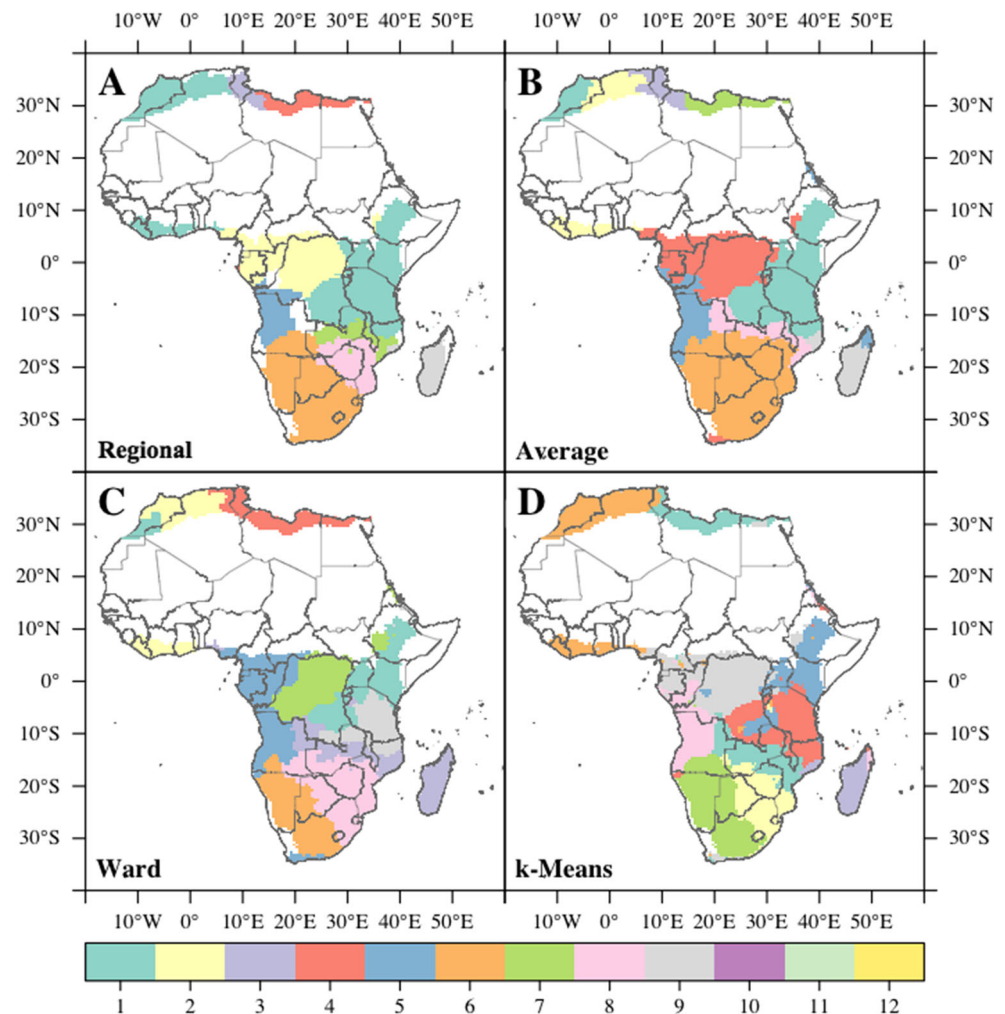 10°W 0° 10°E 20°E 30°E 40°E 50°E 10°W 0° 10°E 20°E 30°E 40°E 50°E
A B
30°N 30°N
20°N 20°N
10°N 10°N
0° 0°
10°S 10°S
20°S 20°S
30°S 30°S
Regional Average
C D
30°N 30°N
20°N 20°N
10°N 10°N
0° 0°
10°S 10°S
20°S 20°S
30°S 30°S
Ward k-Means
10°W 0° 10°E 20°E 30°E 40°E 50°E 10°W 0° 10°E 20°E 30°E 40°E 50°E
1 2 3 4 5 6 7 8 9 10 11 12